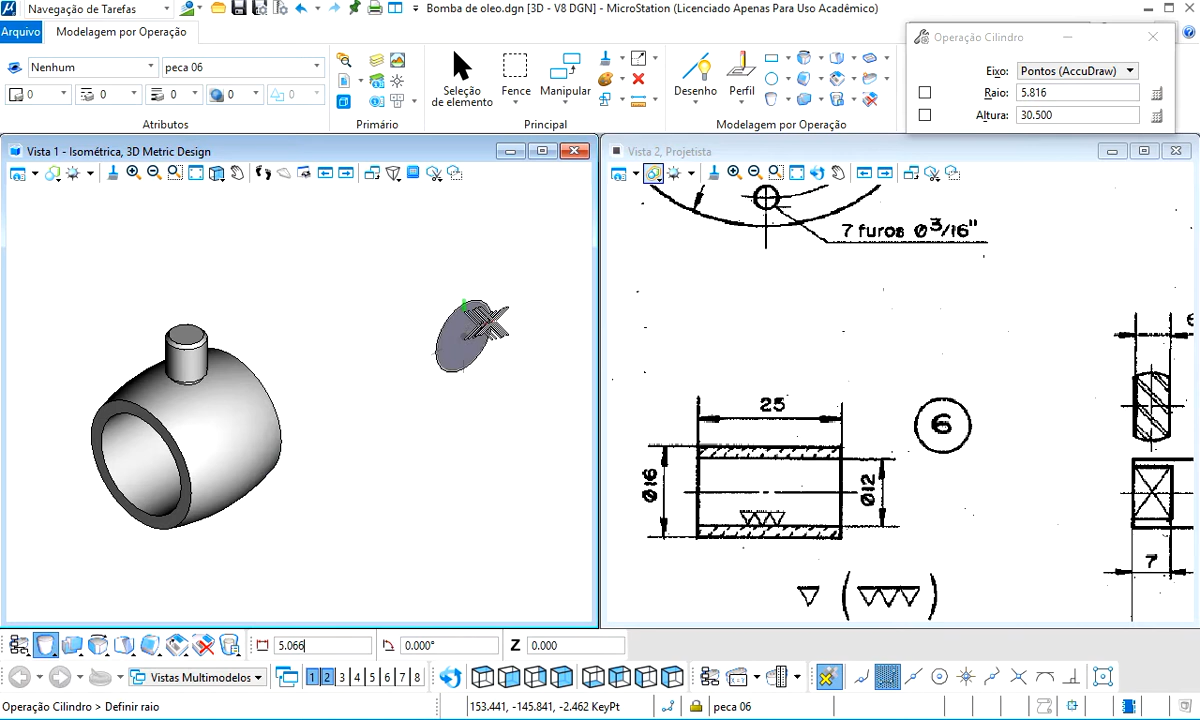 Navegação de Tarefas
Bomba de oleo.dgn [3D - V8 DGN] - MicroStation (Licenciado Apenas Para Uso Académico)
Arquivo
Modelagem por Operação
Nenhum
peca 06
0
0
0
0
0
Atributos
Primário
Seleção
de elemento
Fence
Manipular
Principal
Desenho
Perfil
Modelagem por Operação
Operação Cilindro
Eixo:
Pontos (AccuDraw)
Raio:
5.816
Altura:
30.500
Vista 1 - Isométrica, 3D Metric Design
Vista 2, Projetista
7 furos Ø3/16"
25
Ø16
Ø12
6
6
7
5.066
0.000°
Z
0.000
Vistas Multimodelos
1 2 3 4 5 6 7 8
Operação Cilindro > Definir raio
153.441, -145.841, -2.462 KeyPt
peca 06